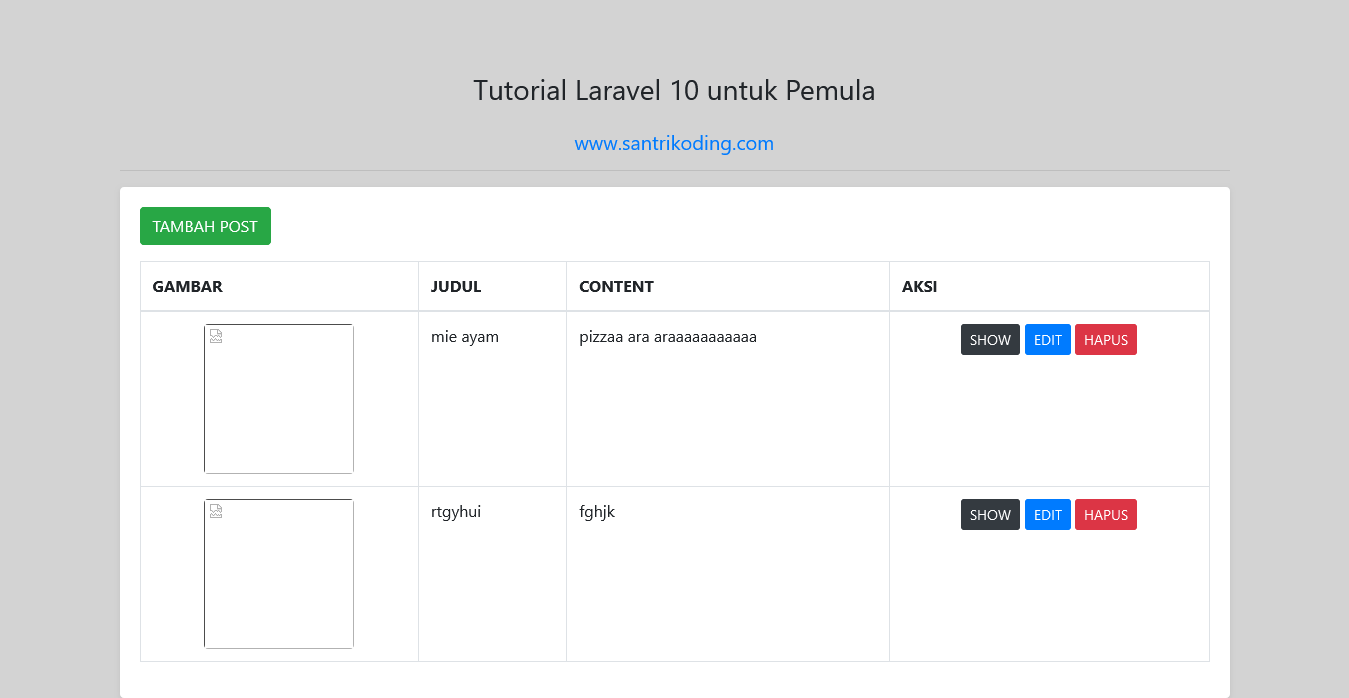 Tutorial Laravel 10 untuk Pemula
www.santrikoding.com
TAMBAH POST
GAMBAR JUDUL CONTENT AKSI
mie ayam pizzaa ara araaaaaaaaaaa SHOW EDIT HAPUS
rtgyhui fghjk SHOW EDIT HAPUS